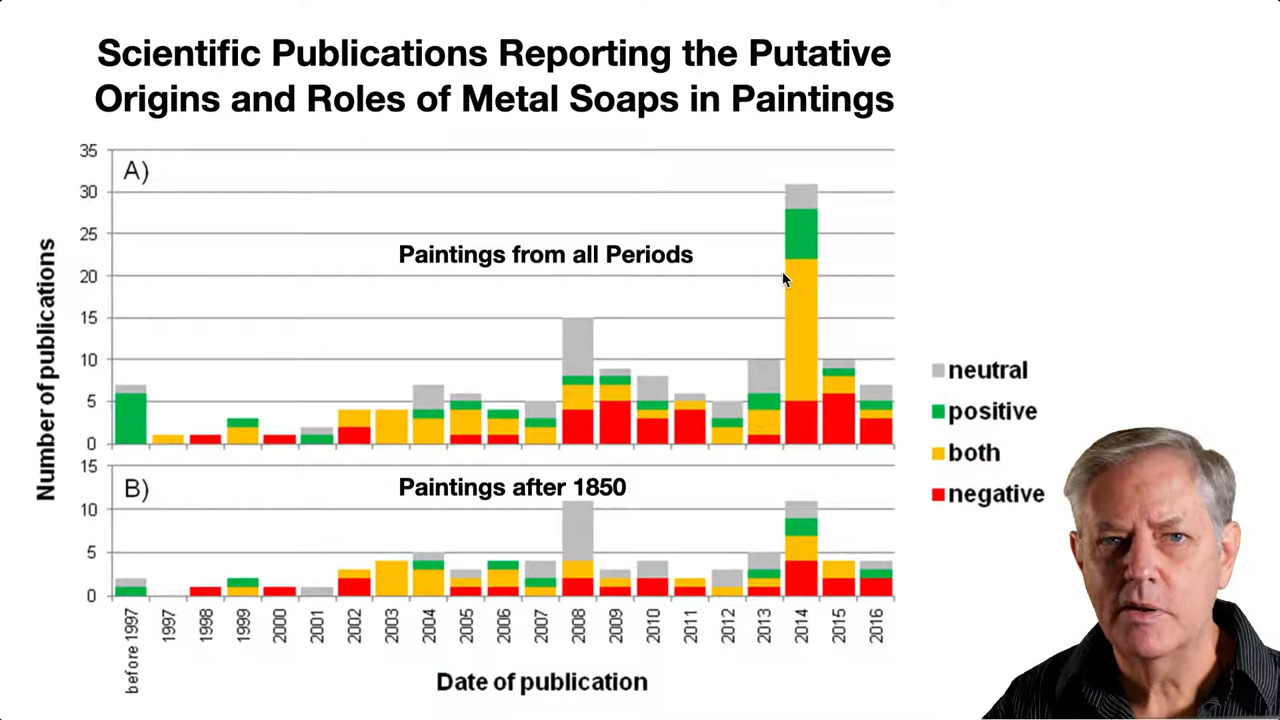 Scientific Publications Reporting the Putative
Origins and Roles of Metal Soaps in Paintings
Number of publications
35
30
25
20
15
10
5
0
A)
Paintings from all Periods
15
10
5
0
B)
Paintings after 1850
before 1997
1997
1998
1999
2000
2001
2002
2003
2004
2005
2006
2007
2008
2009
2010
2011
2012
2013
2014
2015
2016
Date of publication
neutral
positive
both
negative